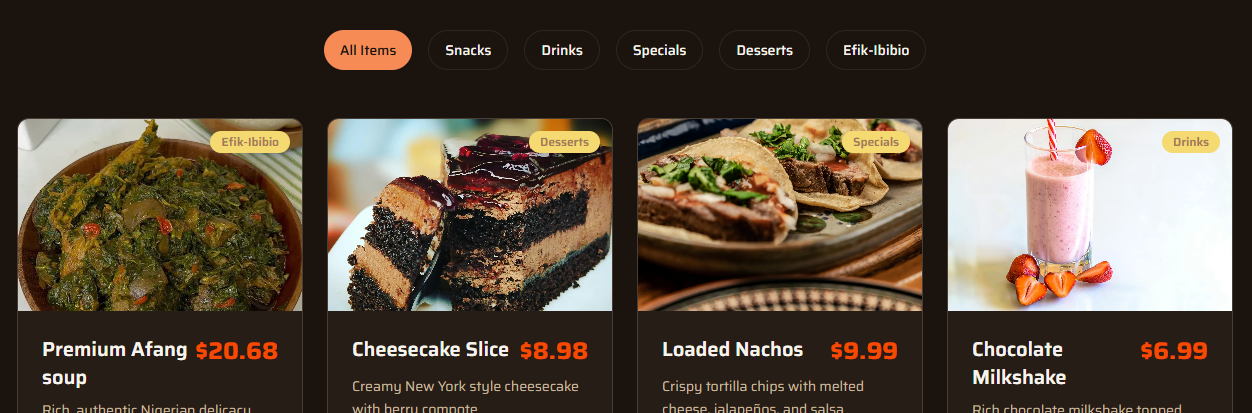 All Items
Snacks
Drinks
Specials
Desserts
Efik-Ibibio
Efik-Ibibio
Desserts
Specials
Drinks
Premium Afang
soup
$20.68
Rich, authentic Nigerian delicacy
Cheesecake Slice
$8.98
Creamy New York style cheesecake
with berry compote
Loaded Nachos
$9.99
Crispy tortilla chips with melted
cheese, jalapeños, and salsa
Chocolate
Milkshake
$6.99
Rich chocolate milkshake topped